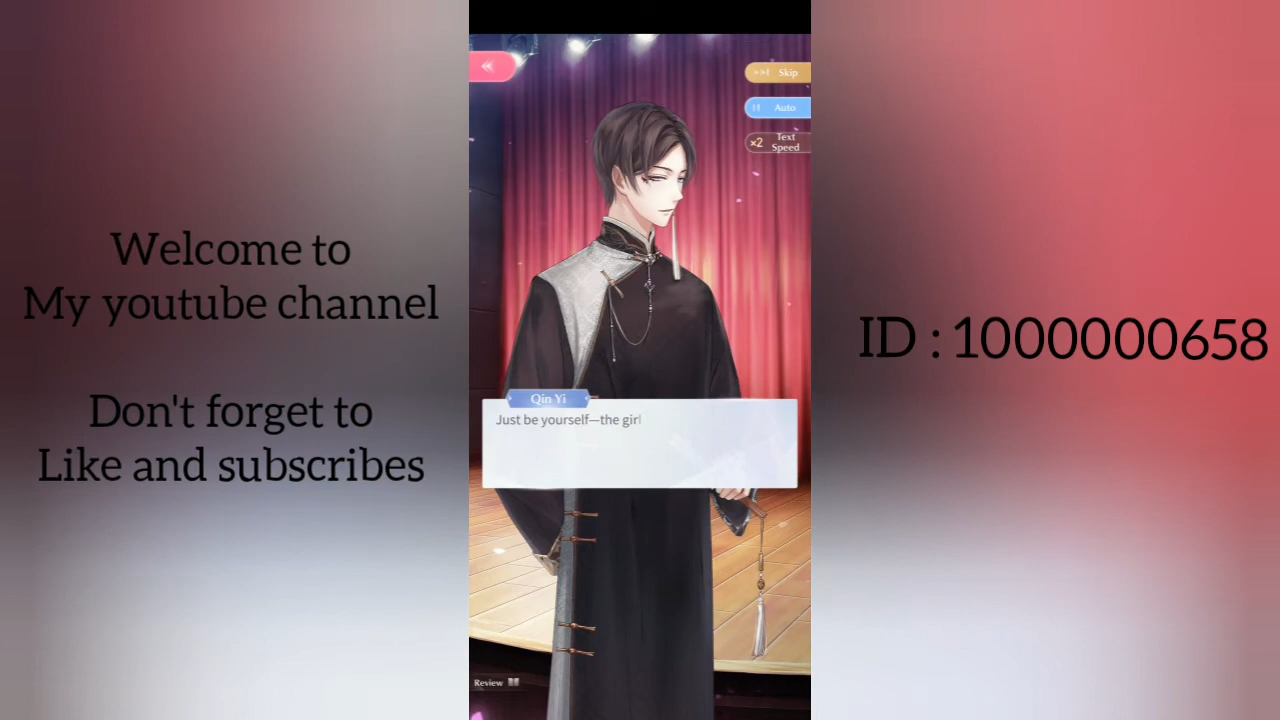 Welcome to
My youtube channel
Don't forget to
Like and subscribes
Skip
Auto
×2 Text
Speed
Qin Yi
Just be yourself—the girl
Review
ID : 1000000658